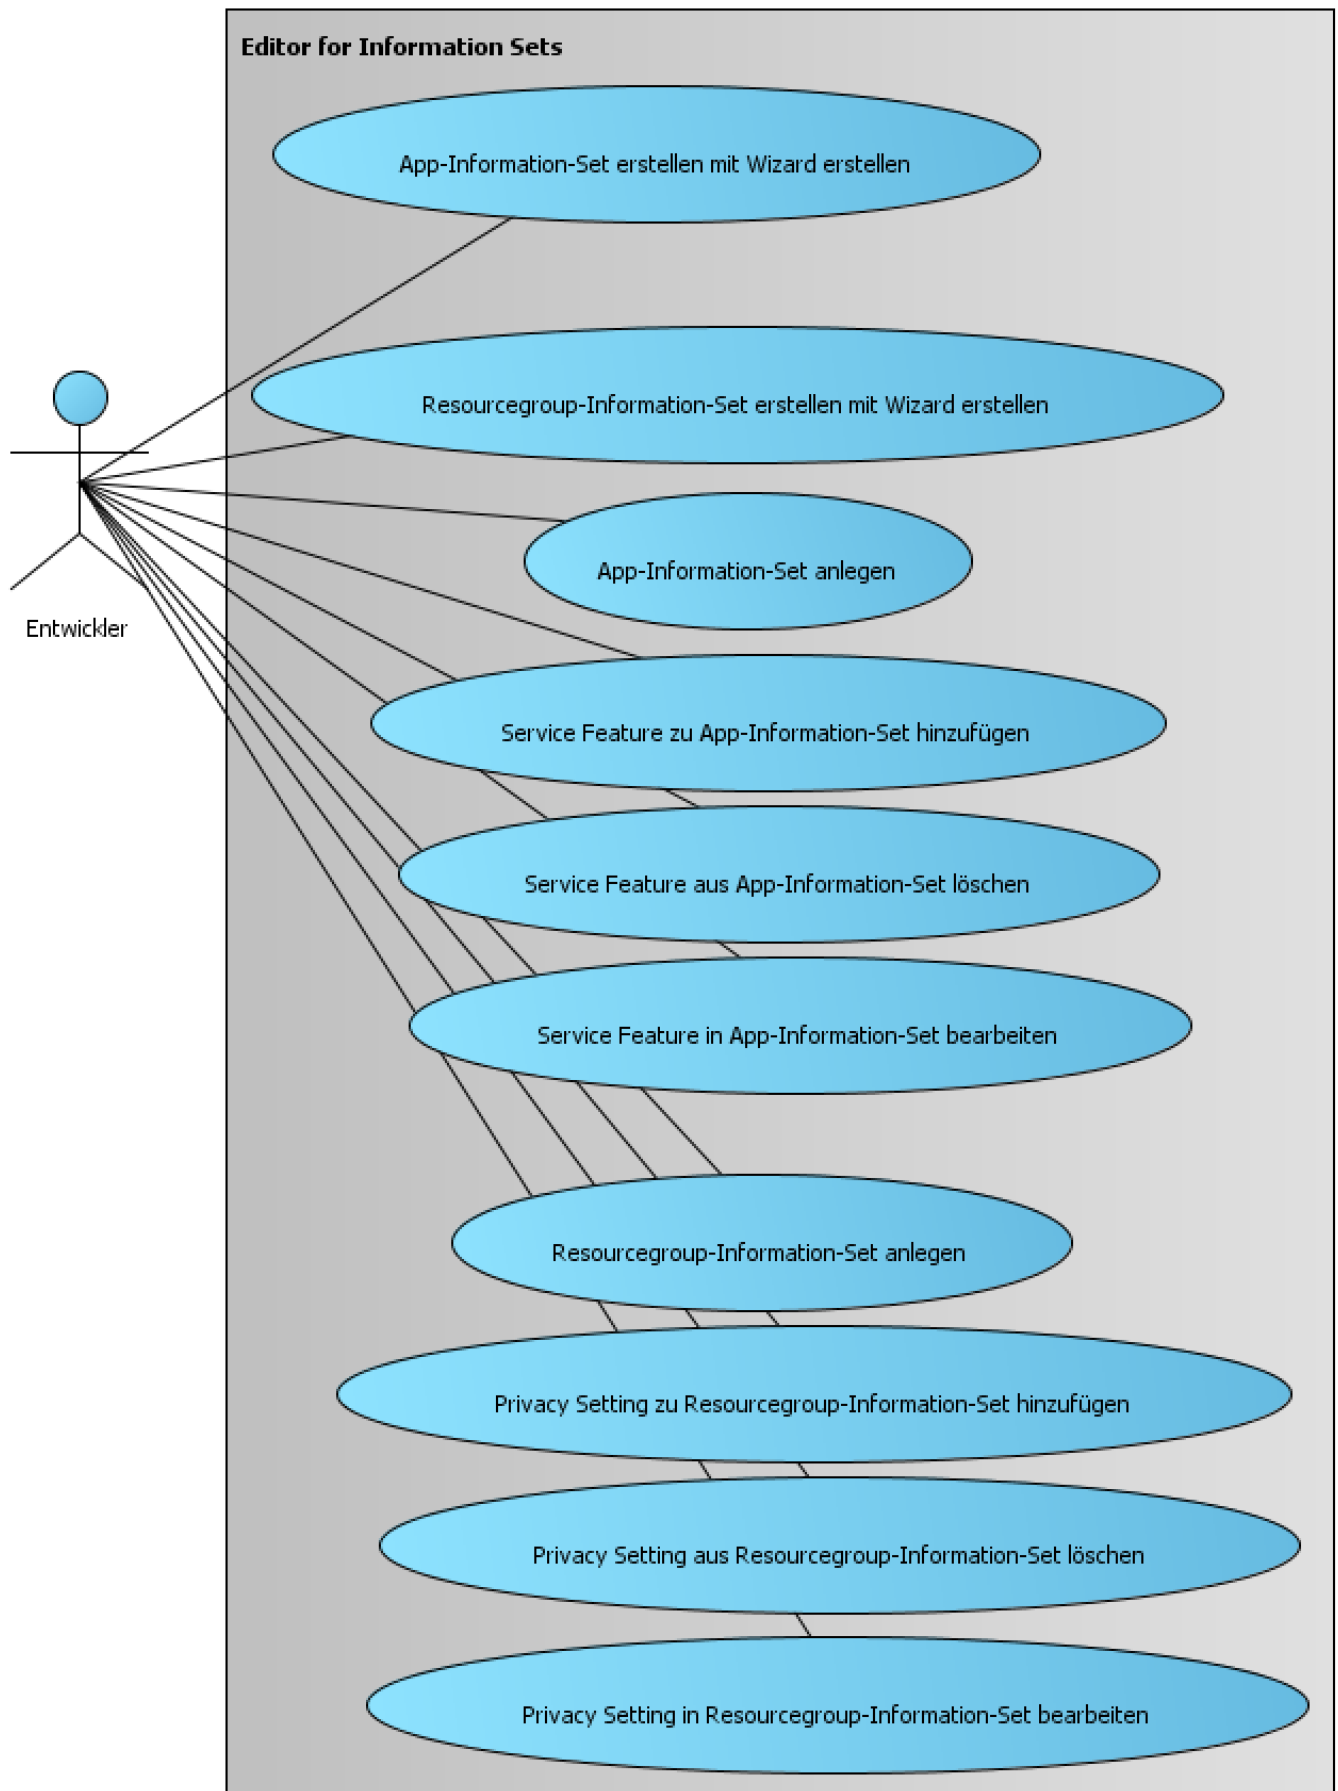 Editor for Information Sets
App-Information-Set erstellen mit Wizard erstellen
Resourcegroup-Information-Set erstellen mit Wizard erstellen
App-Information-Set anlegen
Entwickler
Service Feature zu App-Information-Set hinzufügen
Service Feature aus App-Information-Set löschen
Service Feature in App-Information-Set bearbeiten
Resourcegroup-Information-Set anlegen
Privacy Setting zu Resourcegroup-Information-Set hinzufügen
Privacy Setting aus Resourcegroup-Information-Set löschen
Privacy Setting in Resourcegroup-Information-Set bearbeiten